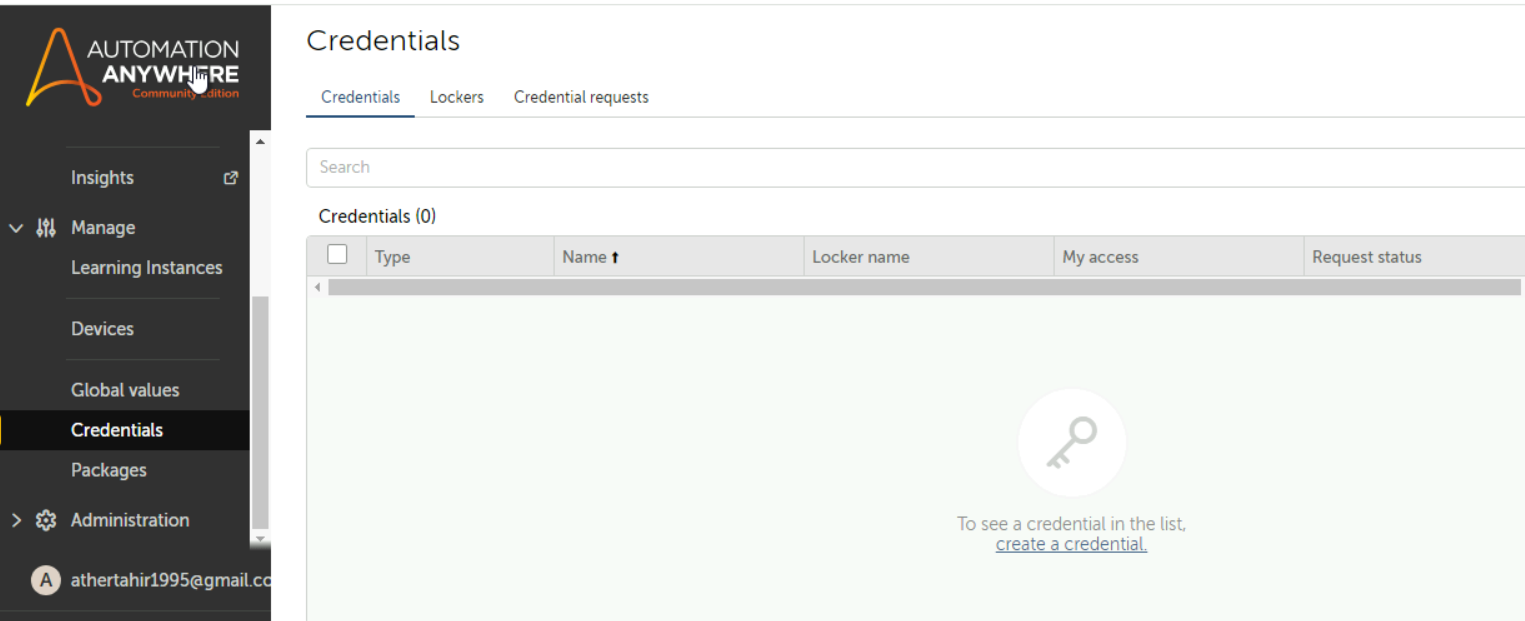 AUTOMATION
ANYWHERE
Community Edition
Insights
Manage
Learning Instances
Devices
Global values
Credentials
Packages
Administration
A athertahir1995@gmail.co
Credentials
Credentials Lockers Credential requests
Search
Credentials (0)
Type Name Locker name My access Request status
To see a credential in the list,
create a credential.